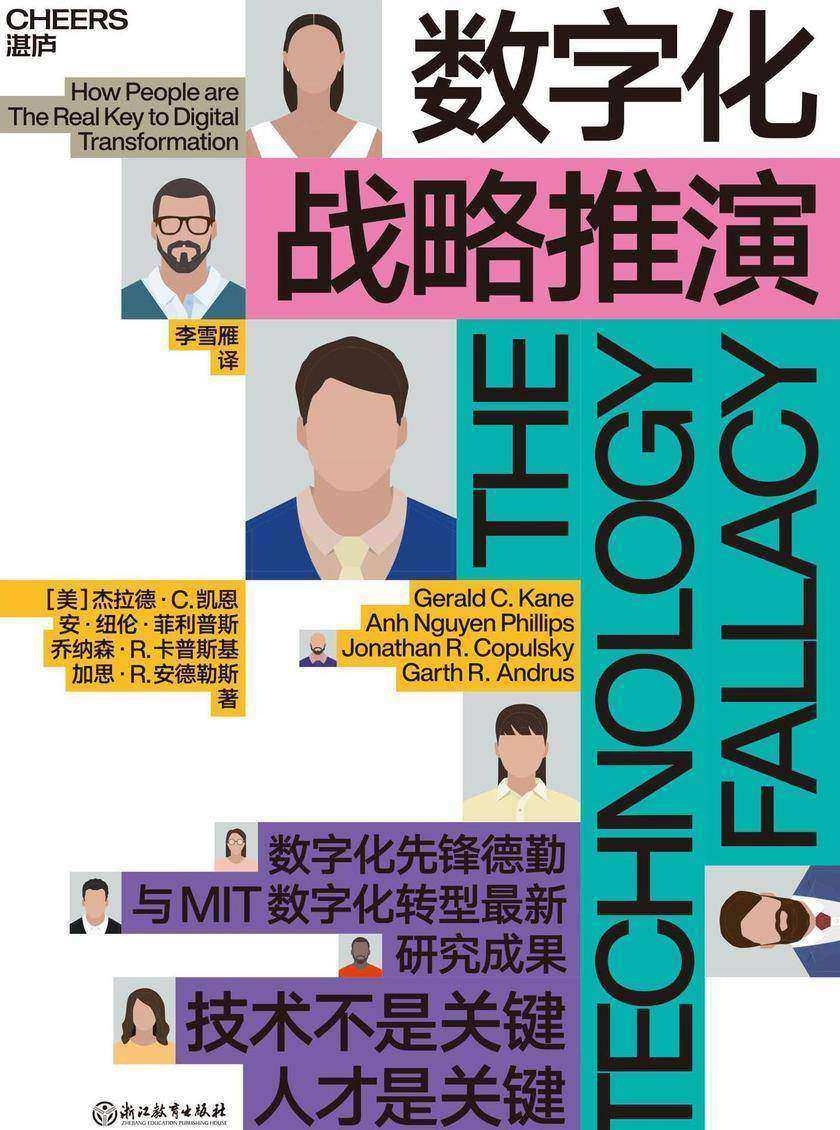 CHEERS
湛庐
How People are
The Real Key to Digital
Transformation
数字化
战略推演
李雪雁
译
THE
TECHNOLOGY
FALLACY
[美]杰拉德·C.凯恩
安·纽伦·菲利普斯
乔纳森·R.卡普斯基
加思·R.安德勒斯
著
Gerald C. Kane
Anh Nguyen Phillips
Jonathan R. Copulsky
Garth R. Andrus
数字化先锋德勤
与MIT数字化转型最新
研究成果
技术不是关键
人才是关键
浙江教育出版社
ZHEJIANG EDUCATION PUBLISHING HOUSE